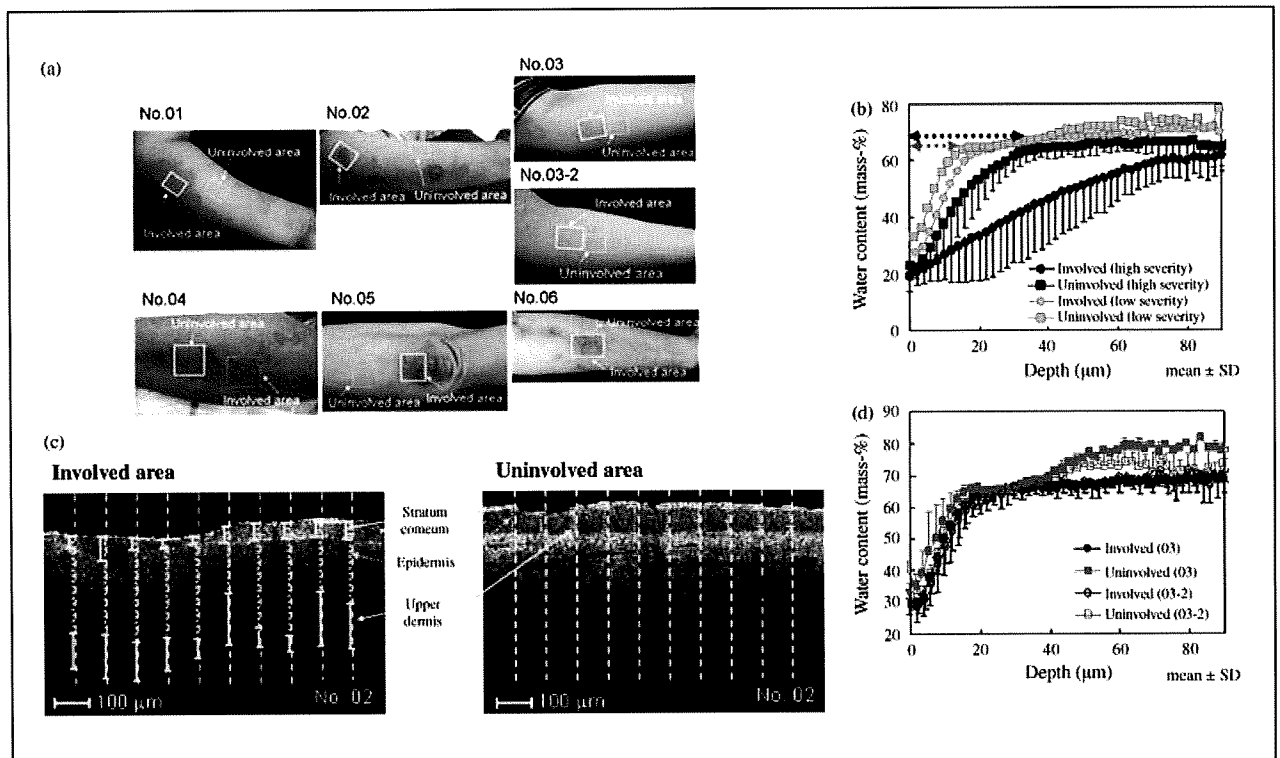 (a)
No.01
Uninvolved area
Involved area
No.02
Involved area
Uninvolved area
No.03
Involved area
Uninvolved area
No.03-2
Involved area
Uninvolved area
No.04
Uninvolved area
Involved area
No.05
Uninvolved area
Involved area
No.06
Uninvolved area
Involved area
(b)
Water content (mass-%)
80
60
40
20
0
Involved (high severity)
Uninvolved (high severity)
Involved (low severity)
Uninvolved (low severity)
0
20
40
60
80
Depth (μm)
mean ± SD
(c)
Involved area
Uninvolved area
Stratum corneum
Epidermis
Upper dermis
100 μm
No. 02
100 μm
No. 02
(d)
Water content (mass-%)
90
80
70
60
50
40
30
20
Involved (03)
Uninvolved (03)
Involved (03-2)
Uninvolved (03-2)
0
20
40
60
80
Depth (μm)
mean ± SD